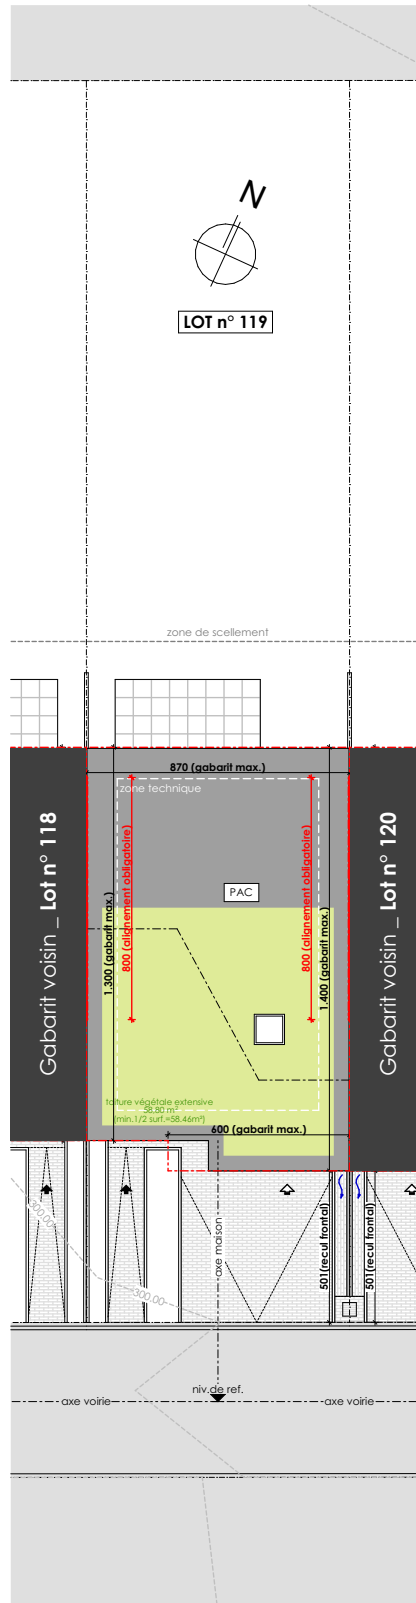 N
LOT n° 119
zone de scellement
870 (gabarit max.)
zone technique
Gabarit voisin _ Lot n° 118
Gabarit voisin _ Lot n° 120
800 (alignement obligatoire)
800 (alignement obligatoire)
PAC
1.300 (gabarit max.)
1.400 (gabarit max.)
toiture végétale extensive
58.80 m²
(min.1/2 surf.=58.46m²)
600 (gabarit max.)
300.00
300.00
axe maison
501(recul frontal)
501(recul frontal)
niv.de ref.
axe voirie
axe voirie